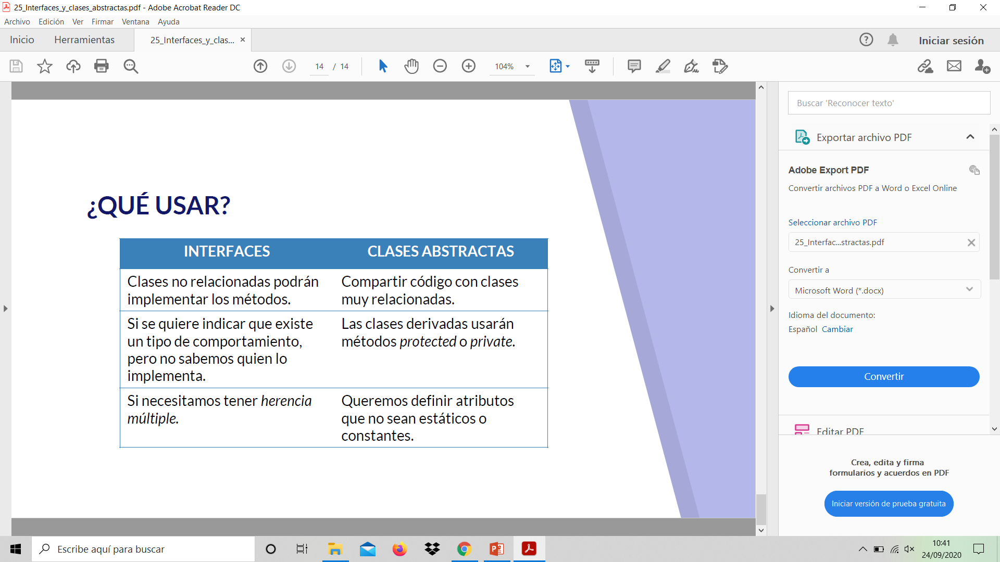 25_Interfaces_y_clases_abstractas.pdf - Adobe Acrobat Reader DC
Archivo Edición Ver Firmar Ventana Ayuda
Inicio Herramientas 25_Interfaces_y_clas... Iniciar sesión
14 / 14 104%
¿QUÉ USAR?
INTERFACES CLASES ABSTRACTAS
Clases no relacionadas podrán
implementar los métodos.
Compartir código con clases
muy relacionadas.
Si se quiere indicar que existe
un tipo de comportamiento,
pero no sabemos quien lo
implementa.
Las clases derivadas usarán
métodos protected o private.
Si necesitamos tener herencia
múltiple.
Queremos definir atributos
que no sean estáticos o
constantes.
Buscar 'Reconocer texto'
Exportar archivo PDF
Adobe Export PDF
Convertir archivos PDF a Word o Excel Online
Seleccionar archivo PDF
25_Interfac...stractas.pdf
Convertir a
Microsoft Word (*.docx)
Idioma del documento:
Español Cambiar
Convertir
Editar PDF
Crea, edita y firma
formularios y acuerdos en PDF
Iniciar versión de prueba gratuita
Escribe aquí para buscar
10:41
24/09/2020